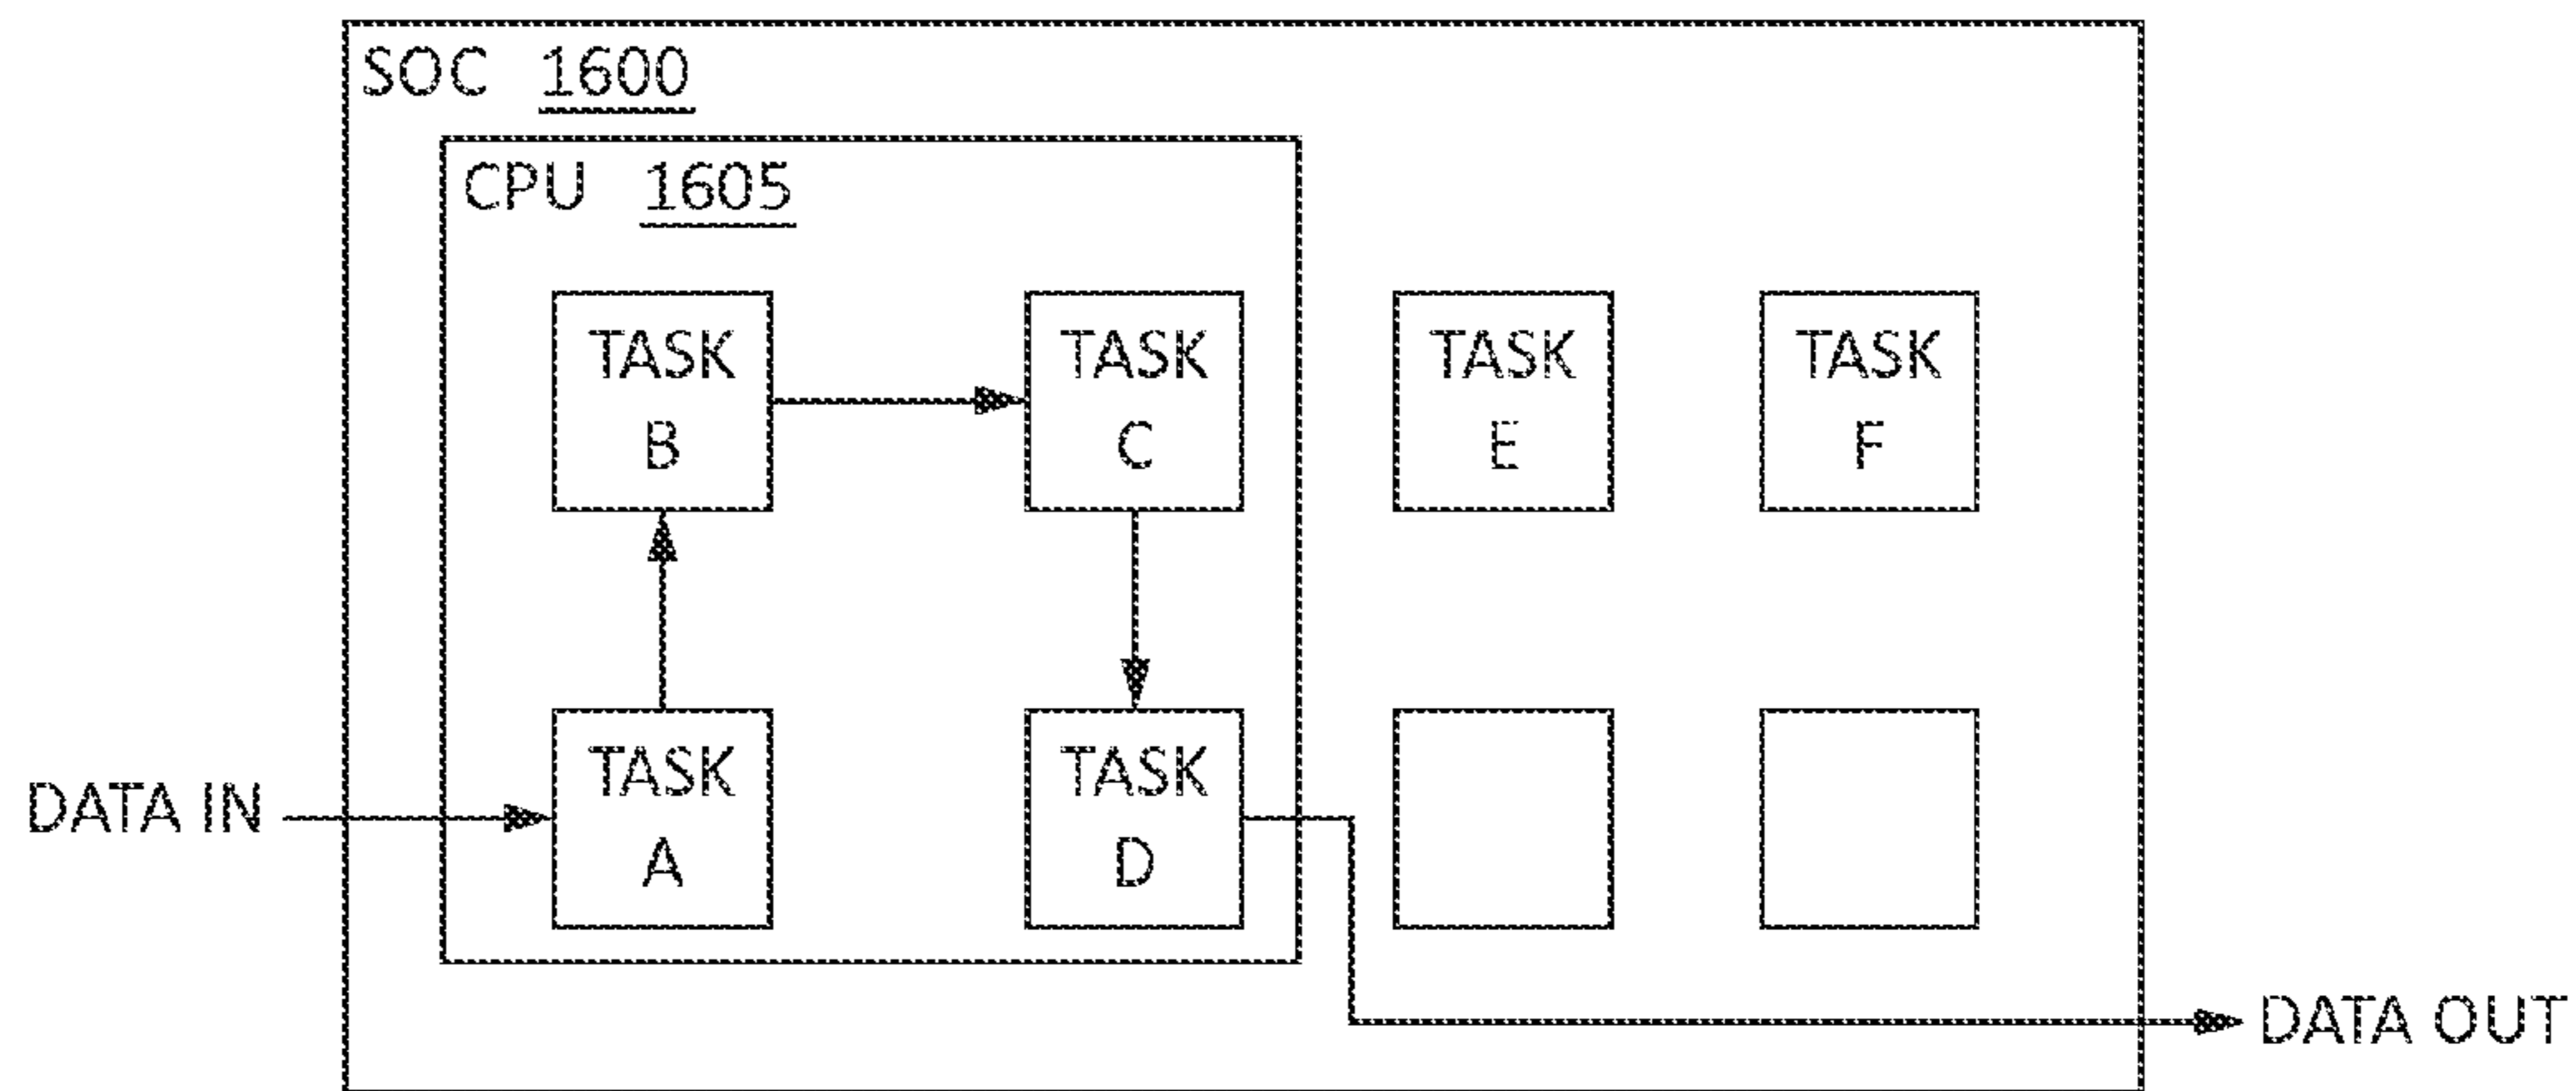 SOC 1600
CPU 1605
TASK
B
TASK
C
TASK
E
TASK
F
TASK
A
TASK
D
DATA IN
DATA OUT